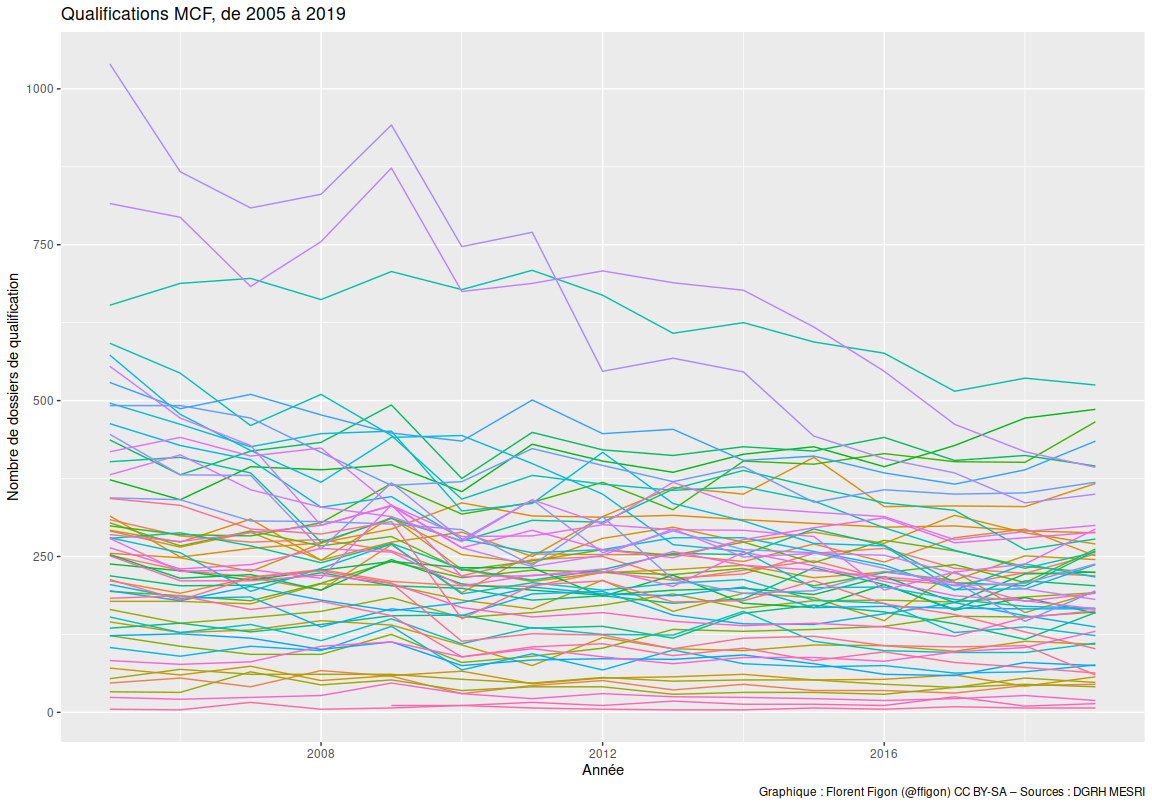 Qualifications MCF, de 2005 à 2019
Nombre de dossiers de qualification
1000
750
500
250
0
2008
2012
2016
Année
Graphique : Florent Figon (@ffigon) CC BY-SA – Sources : DGRH MESRI